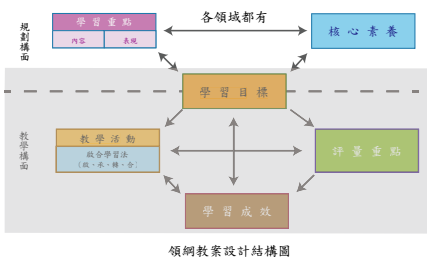 各領域都有
學習重點
內容 表現
核心素養
規劃構面
學習目標
教學構面
教學活動
融合學習法
(啟、承、轉、合)
評量重點
學習成效
領綱教案設計結構圖